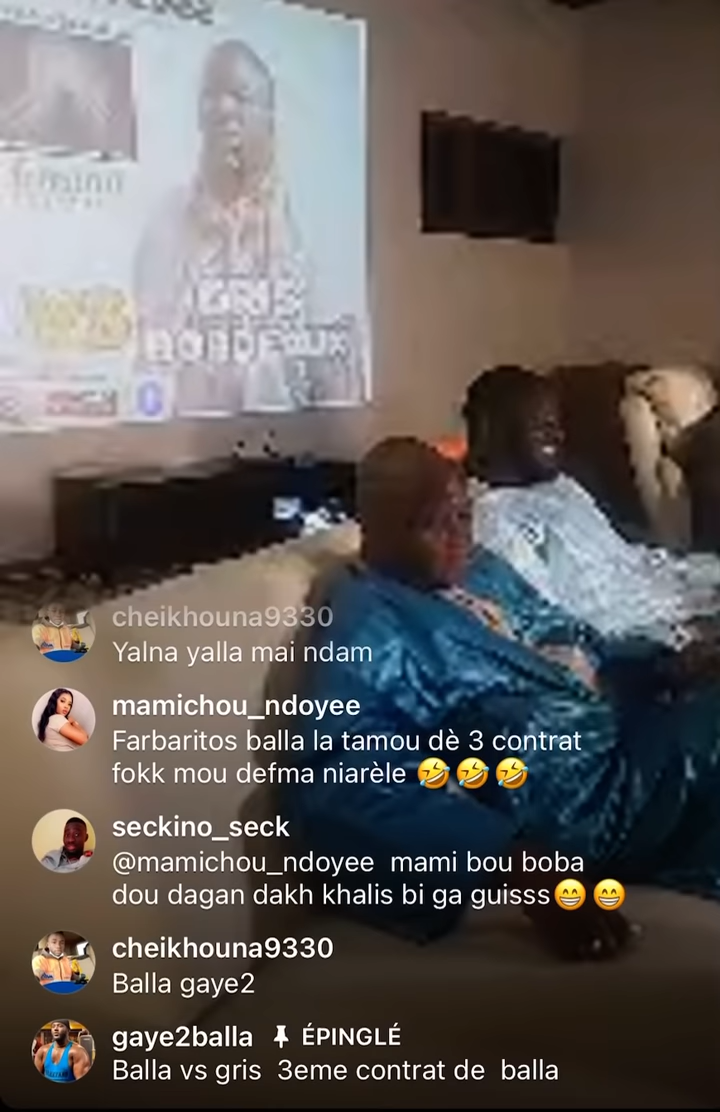 GRIS
BORDEAUX
cheikhouna9330
Yalna yalla mai ndam
mamichou_ndoyee
Farbaritos balla la tamou dè 3 contrat
fokk mou defma niarèle 🤣🤣🤣
seckino_seck
@mamichou_ndoyee mami bou boba
dou dagan dakh khalis bi ga guisss😁😁
cheikhouna9330
Balla gaye2
gaye2balla ÉPINGLÉ
Balla vs gris 3eme contrat de balla